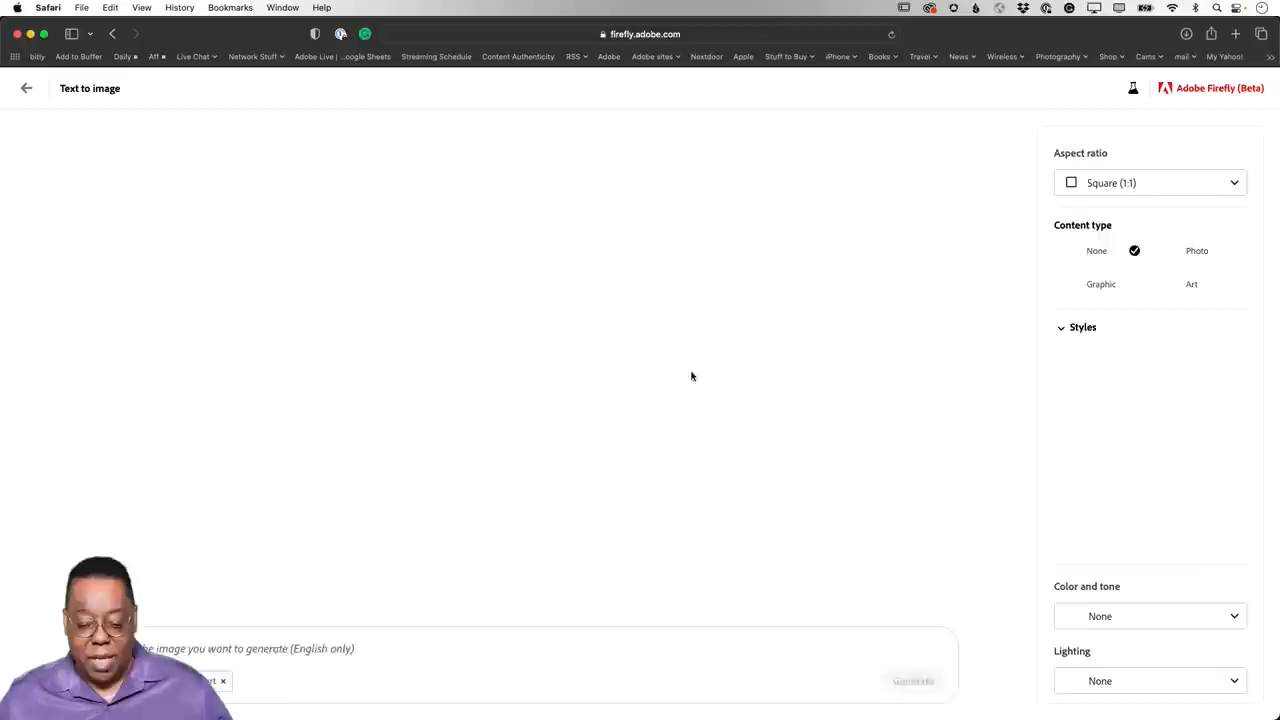 Safari File Edit View History Bookmarks Window Help
firefly.adobe.com
bitly Add to Buffer Daily Aff Live Chat Network Stuff Adobe Live |...oogle Sheets Streaming Schedule Content Authenticity RSS Adobe Adobe sites Nextdoor Apple Stuff to Buy iPhone Books Travel News Wireless Photography Shop Cams mail My Yahoo!
Text to image
Adobe Firefly (Beta)
Aspect ratio
Square (1:1)
Content type
None Photo
Graphic Art
Styles
Color and tone
None
Lighting
None
he image you want to generate (English only)
rt ×